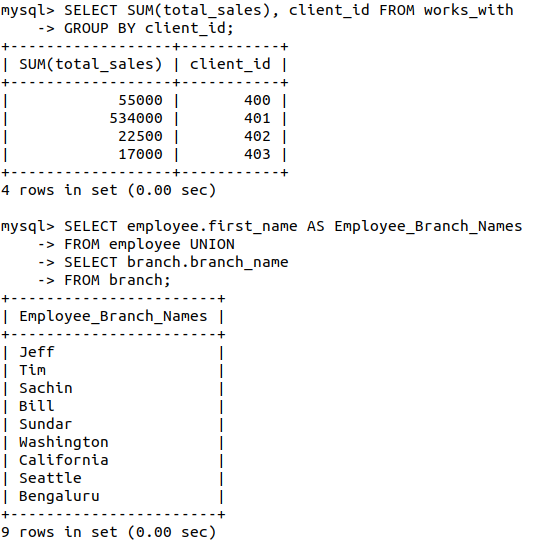 mysql> SELECT SUM(total_sales), client_id FROM works_with
    -> GROUP BY client_id;
+------------------+-----------+
| SUM(total_sales) | client_id |
+------------------+-----------+
|            55000 |       400 |
|           534000 |       401 |
|            22500 |       402 |
|            17000 |       403 |
+------------------+-----------+
4 rows in set (0.00 sec)

mysql> SELECT employee.first_name AS Employee_Branch_Names
    -> FROM employee UNION
    -> SELECT branch.branch_name
    -> FROM branch;
+-----------------------+
| Employee_Branch_Names |
+-----------------------+
| Jeff                  |
| Tim                   |
| Sachin                |
| Bill                  |
| Sundar                |
| Washington            |
| California            |
| Seattle               |
| Bengaluru             |
+-----------------------+
9 rows in set (0.00 sec)